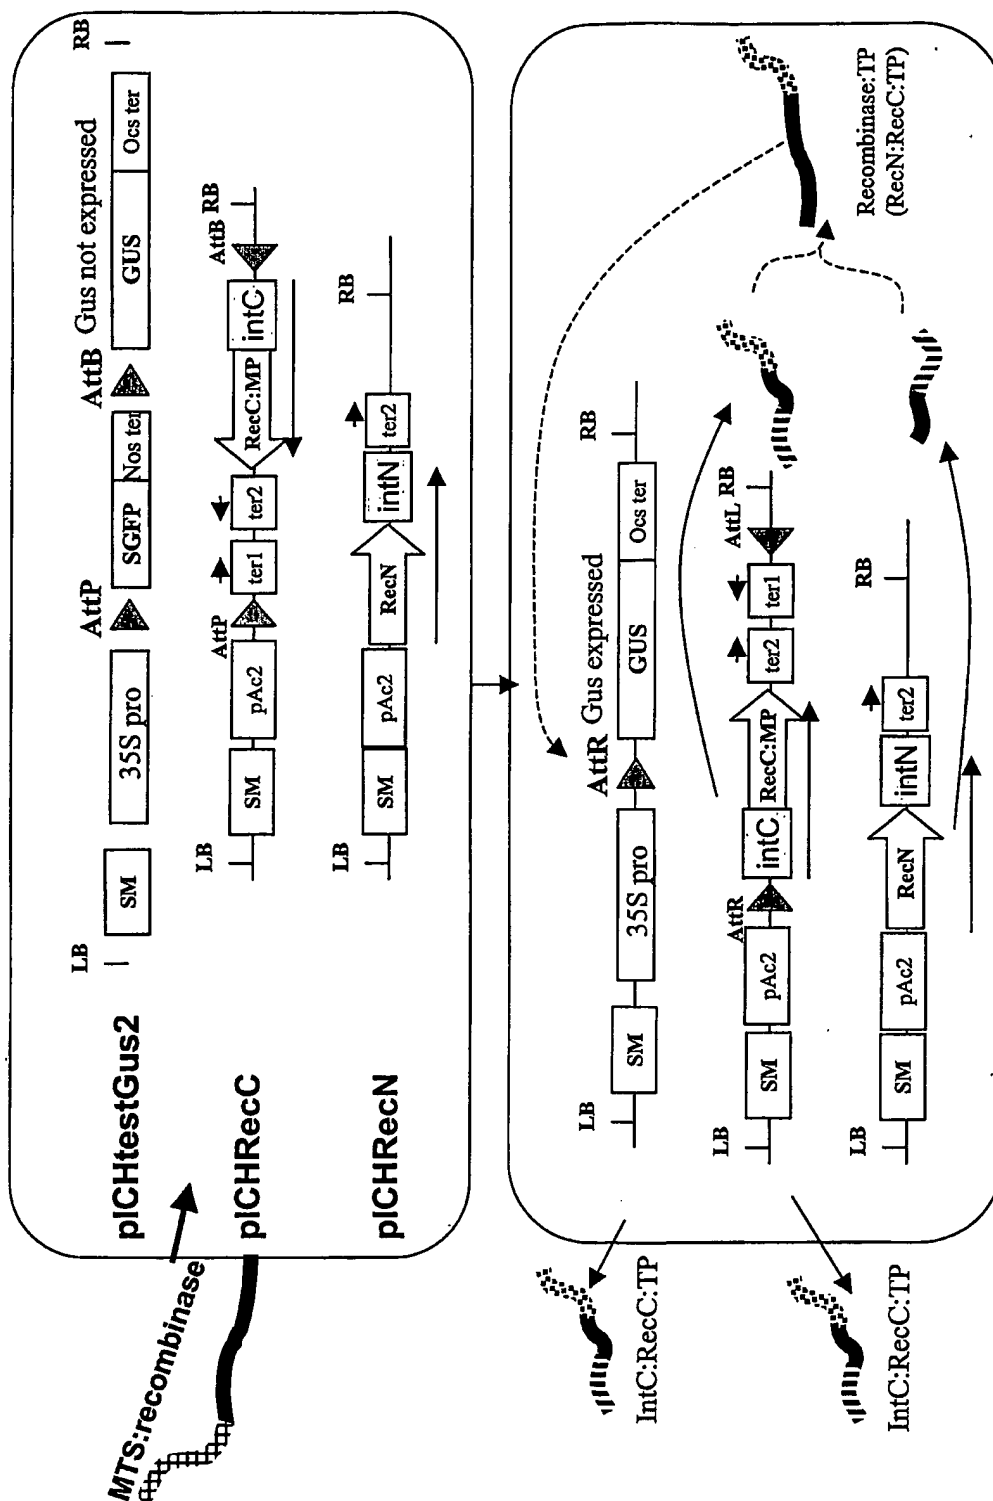 MTS:recombinase
pICHtestGus2
LB
SM
35S pro
AttP
SGFP
Nos ter
AttB
Gus not expressed
GUS
Ocs ter
RB
pICHRecC
LB
SM
pAc2
AttP
ter1
ter2
RecC:MP
intC
AttB
RB
pICHRecN
LB
SM
pAc2
RecN
intN
ter2
RB
LB
SM
35S pro
AttR
Gus expressed
GUS
Ocs ter
RB
LB
SM
pAc2
AttR
intC
RecC:MP
ter2
ter1
AttL
RB
LB
SM
pAc2
RecN
intN
ter2
RB
Recombinase:TP
(RecN:RecC:TP)
IntC:RecC:TP
IntC:RecC:TP